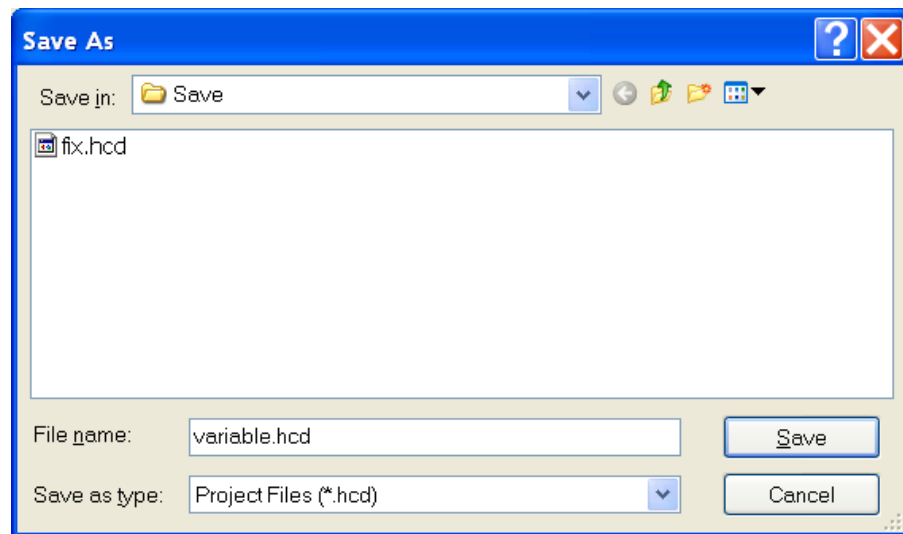 Save As
Save in: Save
fix.hcd
File name: variable.hcd Save
Save as type: Project Files (*.hcd) Cancel